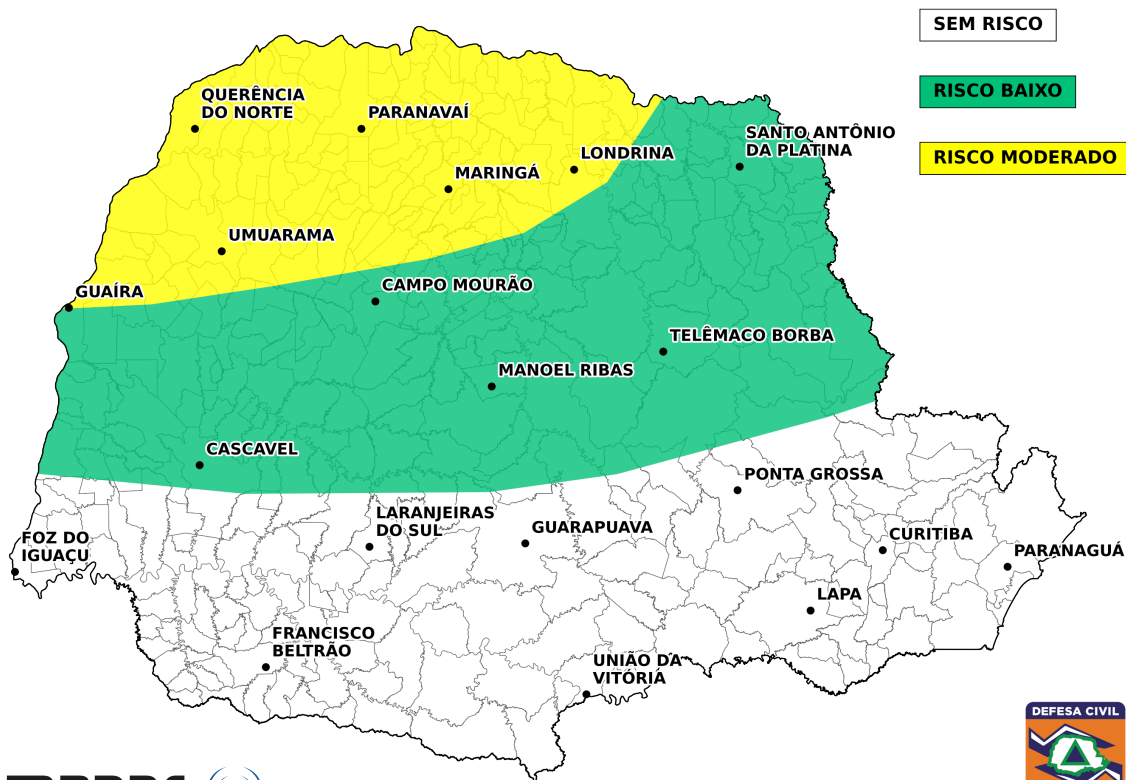 SEM RISCO
RISCO BAIXO
RISCO MODERADO
QUERÊNCIA
DO NORTE
PARANAVAÍ
SANTO ANTÔNIO
DA PLATINA
LONDRINA
MARINGÁ
UMUARAMA
GUAÍRA
CAMPO MOURÃO
TELÊMACO BORBA
MANOEL RIBAS
CASCAVEL
PONTA GROSSA
LARANJEIRAS
DO SUL
GUARAPUAVA
FOZ DO
IGUAÇU
CURITIBA
PARANAGUÁ
LAPA
FRANCISCO
BELTRÃO
UNIÃO DA
VITÓRIA
DEFESA CIVIL